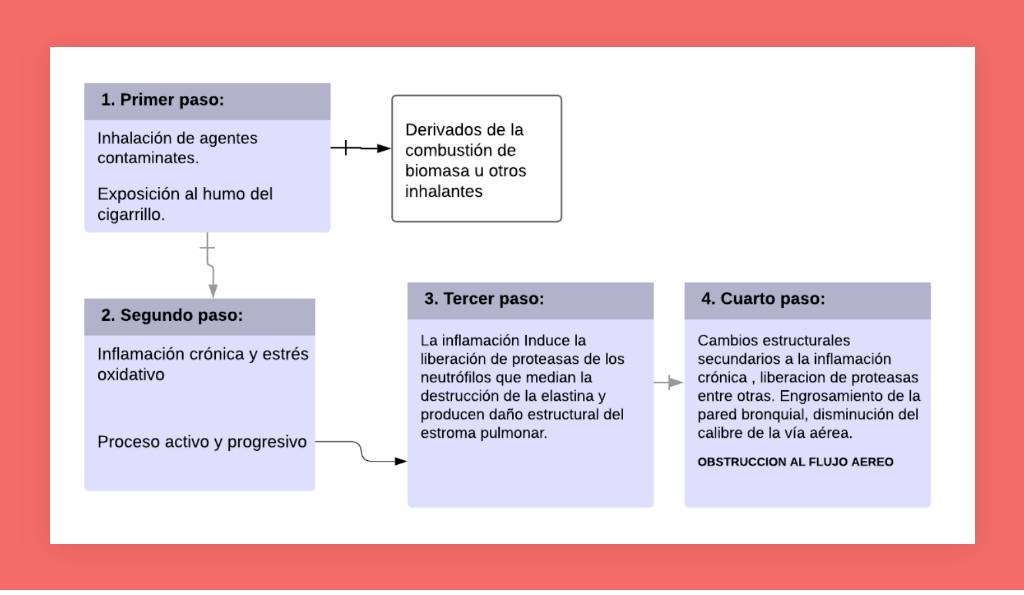 1. Primer paso:
Inhalación de agentes
contaminates.
Exposición al humo del
cigarrillo.
Derivados de la
combustión de
biomasa u otros
inhalantes
2. Segundo paso:
Inflamación crónica y estrés
oxidativo
Proceso activo y progresivo
3. Tercer paso:
La inflamación Induce la
liberación de proteasas de los
neutrófilos que median la
destrucción de la elastina y
producen daño estructural del
estroma pulmonar.
4. Cuarto paso:
Cambios estructurales
secundarios a la inflamación
crónica , liberacion de proteasas
entre otras. Engrosamiento de la
pared bronquial, disminución del
calibre de la vía aérea.
OBSTRUCCION AL FLUJO AEREO